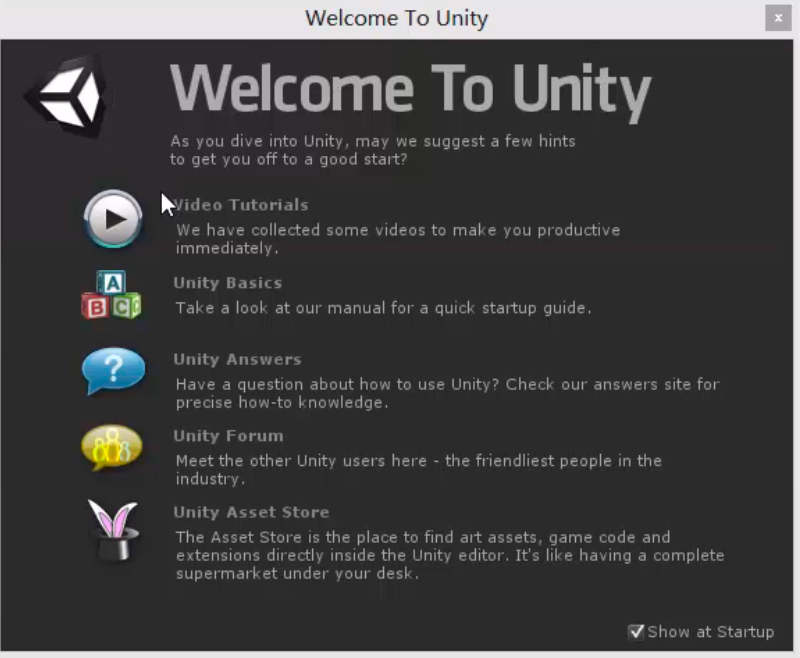 Welcome To Unity
x
Welcome To Unity
As you dive into Unity, may we suggest a few hints
to get you off to a good start?
Video Tutorials
We have collected some videos to make you productive
immediately.
A
B C
Unity Basics
Take a look at our manual for a quick startup guide.
?
Unity Answers
Have a question about how to use Unity? Check our answers site for
precise how-to knowledge.
Unity Forum
Meet the other Unity users here - the friendliest people in the
industry.
Unity Asset Store
The Asset Store is the place to find art assets, game code and
extensions directly inside the Unity editor. It's like having a complete
supermarket under your desk.
Show at Startup